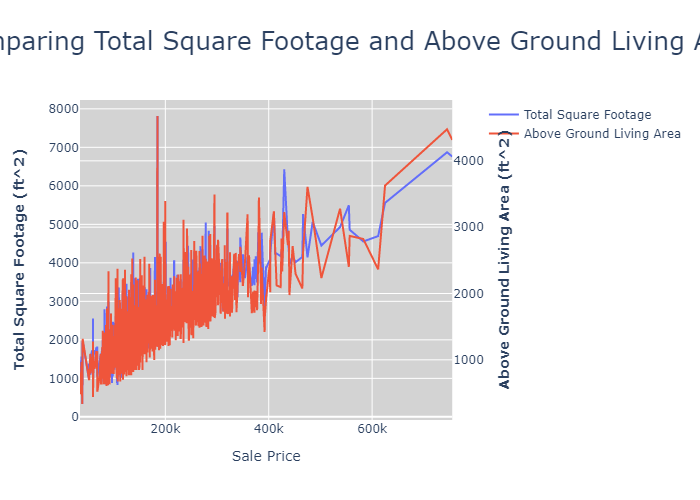 mparing Total Square Footage and Above Ground Living A
Total Square Footage
Above Ground Living Area
8000
7000
6000
5000
4000
3000
2000
1000
0
4000
3000
2000
1000
200k
400k
600k
Sale Price
Total Square Footage (ft^2)
Above Ground Living Area (ft^2)